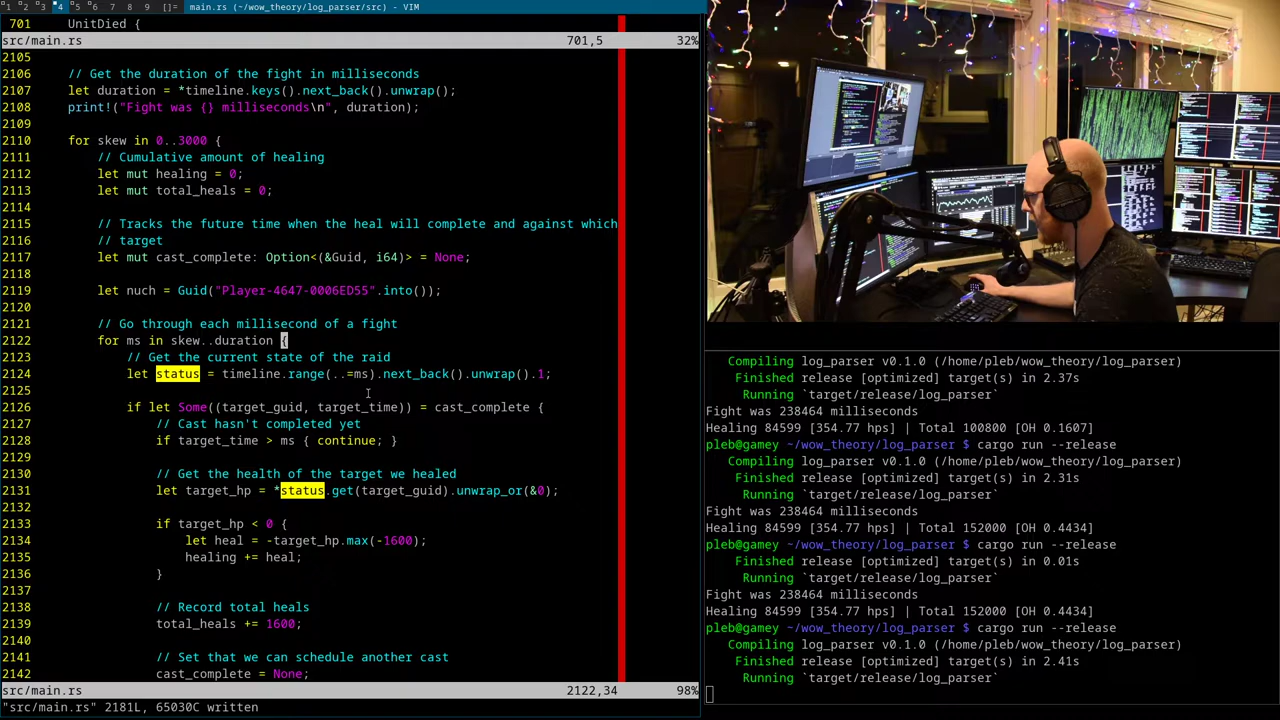 1 2 3 4 5 6 7 8 9 []= main.rs (~/wow_theory/log_parser/src) - VIM
701 UnitDied {
src/main.rs 701,5 32%
2105
2106 // Get the duration of the fight in milliseconds
2107 let duration = *timeline.keys().next_back().unwrap();
2108 print!("Fight was {} milliseconds\n", duration);
2109
2110 for skew in 0..3000 {
2111 // Cumulative amount of healing
2112 let mut healing = 0;
2113 let mut total_heals = 0;
2114
2115 // Tracks the future time when the heal will complete and against which
2116 // target
2117 let mut cast_complete: Option<(&Guid, i64)> = None;
2118
2119 let nuch = Guid("Player-4647-0006ED55".into());
2120
2121 // Go through each millisecond of a fight
2122 for ms in skew..duration {
2123 // Get the current state of the raid
2124 let status = timeline.range(..=ms).next_back().unwrap().1;
2125
2126 if let Some((target_guid, target_time)) = cast_complete {
2127 // Cast hasn't completed yet
2128 if target_time > ms { continue; }
2129
2130 // Get the health of the target we healed
2131 let target_hp = *status.get(target_guid).unwrap_or(&0);
2132
2133 if target_hp < 0 {
2134 let heal = -target_hp.max(-1600);
2135 healing += heal;
2136 }
2137
2138 // Record total heals
2139 total_heals += 1600;
2140
2141 // Set that we can schedule another cast
2142 cast_complete = None;
src/main.rs 2122,34 98%
"src/main.rs" 2181L, 65030C written
Compiling log_parser v0.1.0 (/home/pleb/wow_theory/log_parser)
Finished release [optimized] target(s) in 2.37s
Running `target/release/log_parser`
Fight was 238464 milliseconds
Healing 84599 [354.77 hps] | Total 100800 [OH 0.1607]
pleb@gamey ~/wow_theory/log_parser $ cargo run --release
Compiling log_parser v0.1.0 (/home/pleb/wow_theory/log_parser)
Finished release [optimized] target(s) in 2.31s
Running `target/release/log_parser`
Fight was 238464 milliseconds
Healing 84599 [354.77 hps] | Total 152000 [OH 0.4434]
pleb@gamey ~/wow_theory/log_parser $ cargo run --release
Finished release [optimized] target(s) in 0.01s
Running `target/release/log_parser`
Fight was 238464 milliseconds
Healing 84599 [354.77 hps] | Total 152000 [OH 0.4434]
pleb@gamey ~/wow_theory/log_parser $ cargo run --release
Compiling log_parser v0.1.0 (/home/pleb/wow_theory/log_parser)
Finished release [optimized] target(s) in 2.41s
Running `target/release/log_parser`